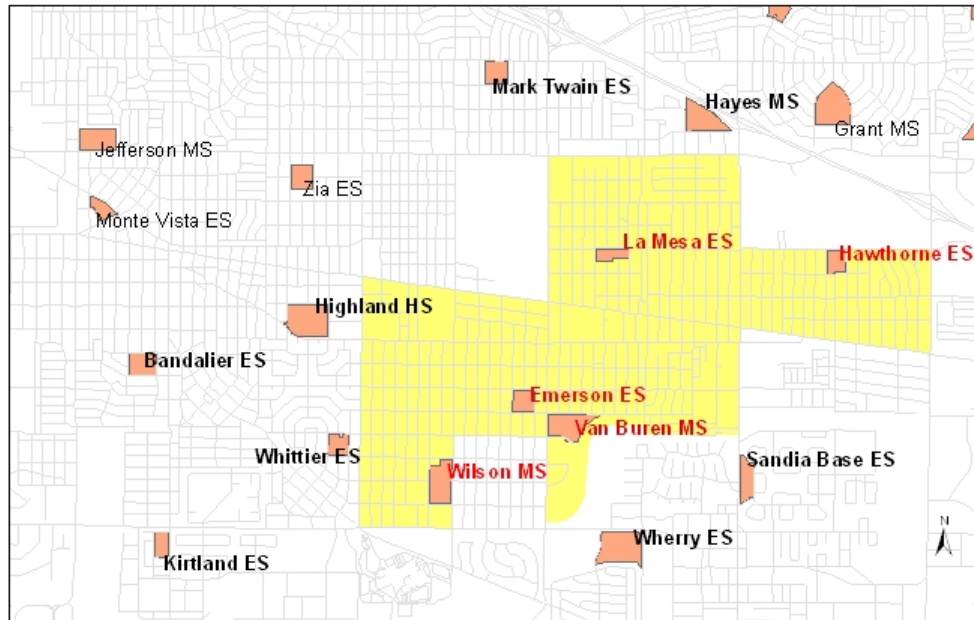 Mark Twain ES
Hayes MS
Grant MS
Jefferson MS
Zia ES
Monte Vista ES
La Mesa ES
Hawthorne ES
Highland HS
Bandalier ES
Emerson ES
Van Buren MS
Whittier ES
Wilson MS
Sandia Base ES
N
Wherry ES
Kirtland ES